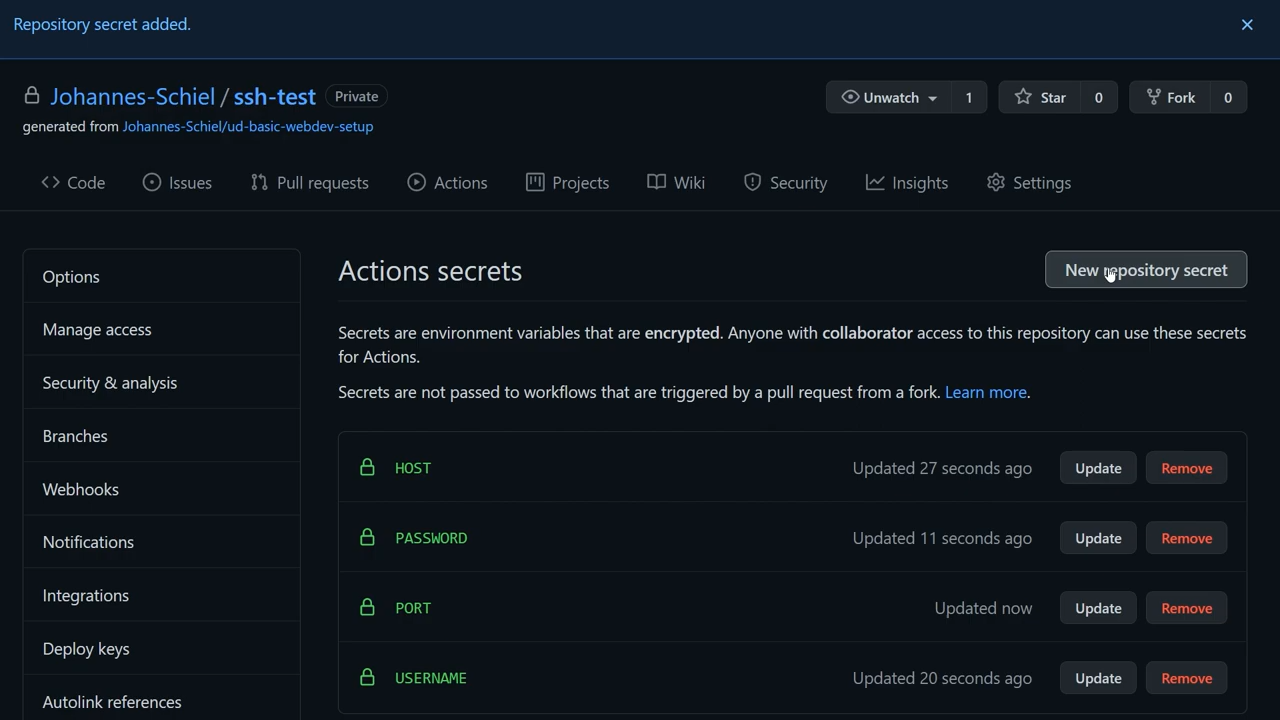 Repository secret added.
Johannes-Schiel / ssh-test Private
Unwatch 1 Star 0 Fork 0
generated from Johannes-Schiel/ud-basic-webdev-setup
Code Issues Pull requests Actions Projects Wiki Security Insights Settings
Options
Manage access
Security & analysis
Branches
Webhooks
Notifications
Integrations
Deploy keys
Autolink references
Actions secrets
New repository secret
Secrets are environment variables that are encrypted. Anyone with collaborator access to this repository can use these secrets
for Actions.
Secrets are not passed to workflows that are triggered by a pull request from a fork. Learn more.
HOST Updated 27 seconds ago Update Remove
PASSWORD Updated 11 seconds ago Update Remove
PORT Updated now Update Remove
USERNAME Updated 20 seconds ago Update Remove